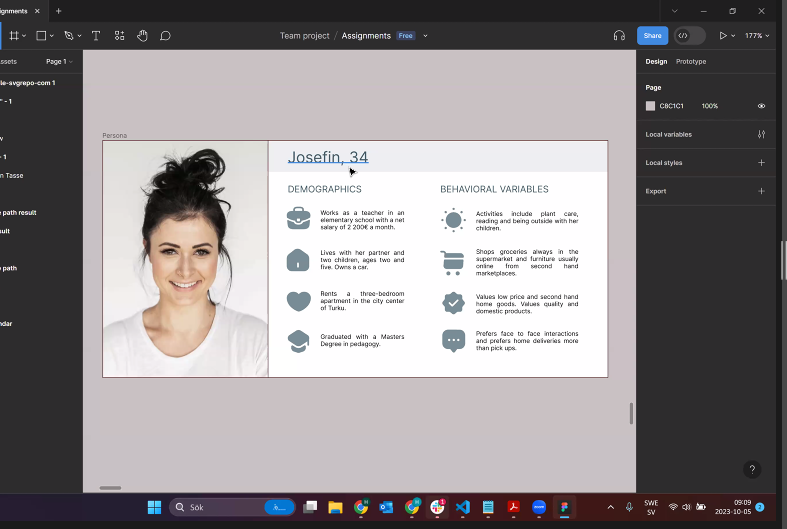 ignments
Team project / Assignments Free
Share
177%
ssets
Page 1
Design Prototype
le-svgrepo-com 1
" - 1
v
- 1
n Tasse
e path result
sult
e path
ndar
Page
C8C1C1 100%
Local variables
Local styles
Export
Persona
Josefin, 34
DEMOGRAPHICS
Works as a teacher in an
elementary school with a net
salary of 2 200€ a month.
Lives with her partner and
two children, ages two and
five. Owns a car.
Rents a three-bedroom
apartment in the city center
of Turku.
Graduated with a Masters
Degree in pedagogy.
BEHAVIORAL VARIABLES
Activities include plant care,
reading and being outside with her
children.
Shops groceries always in the
supermarket and furniture usually
online from second hand
marketplaces.
Values low price and second hand
home goods. Values quality and
domestic products.
Prefers face to face interactions
and prefers home deliveries more
than pick ups.
?
Sök
SWE
SV
09:09
2023-10-05
2